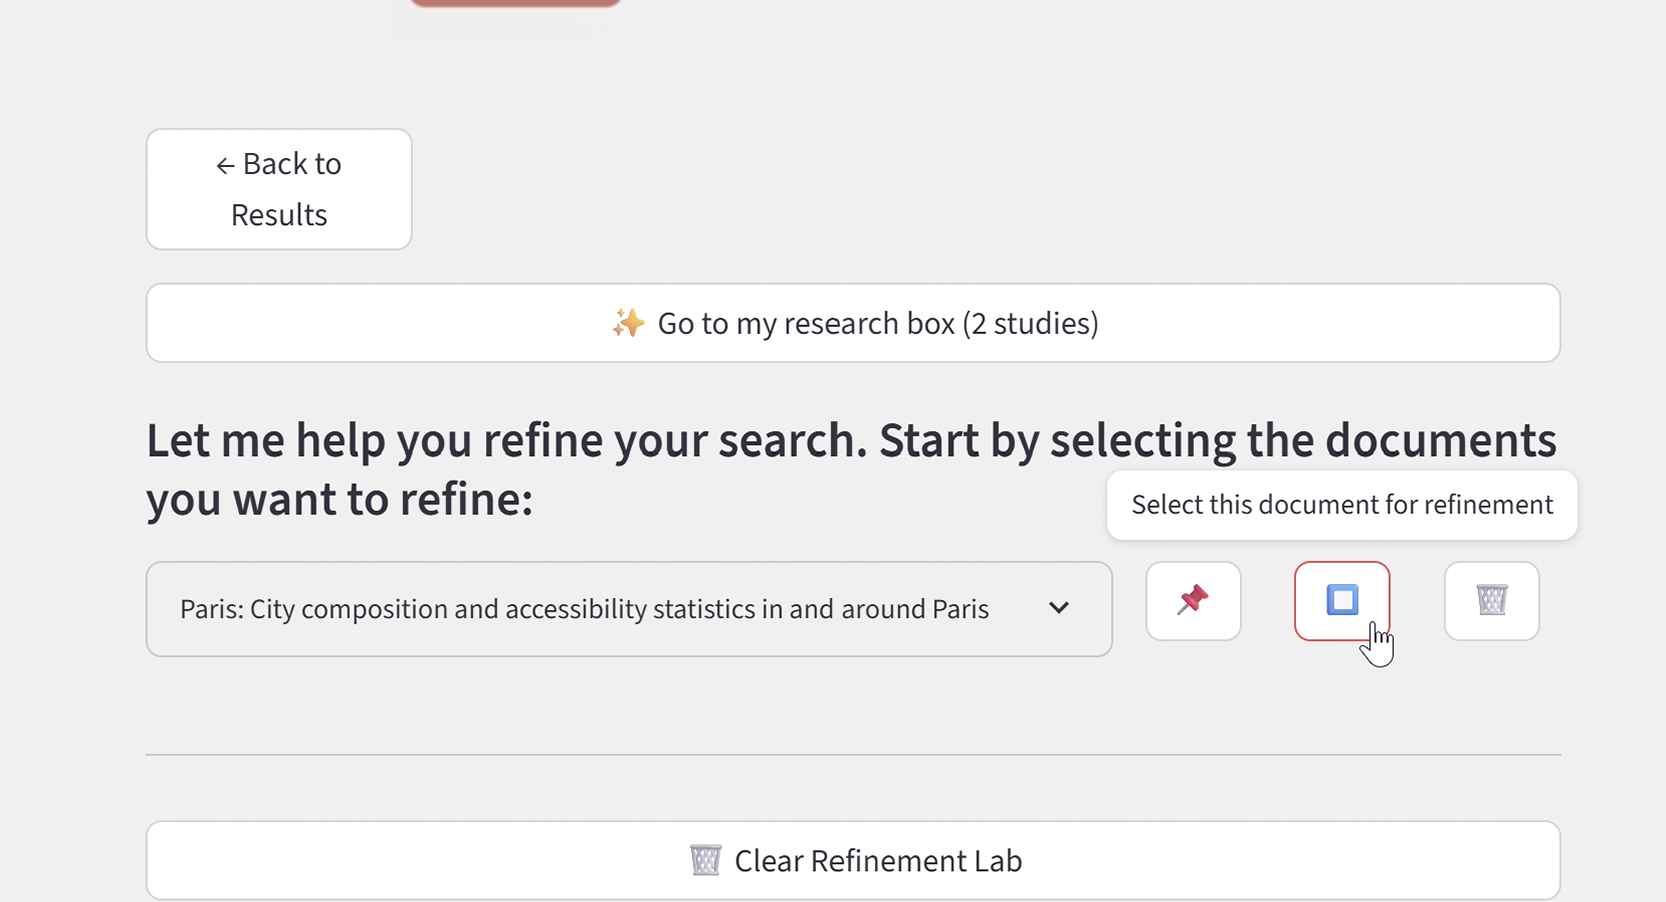 ← Back to
Results
✨ Go to my research box (2 studies)
Let me help you refine your search. Start by selecting the documents
you want to refine:
Select this document for refinement
Paris: City composition and accessibility statistics in and around Paris
Clear Refinement Lab